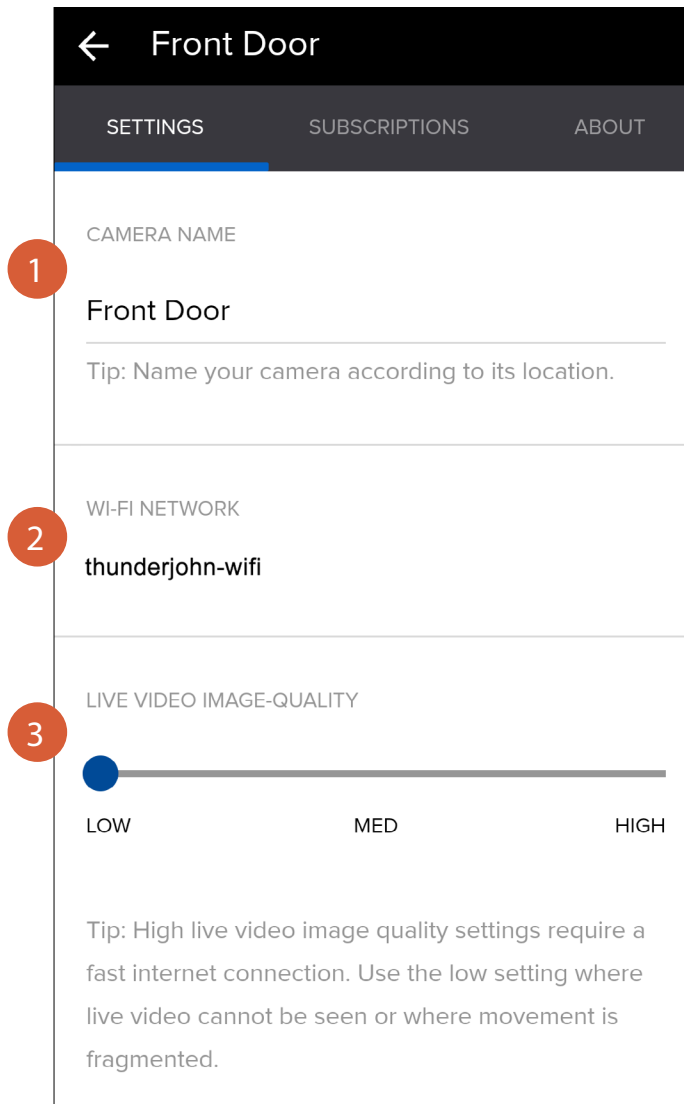 Front Door
SETTINGS SUBSCRIPTIONS ABOUT
1
CAMERA NAME
Front Door
Tip: Name your camera according to its location.
2
WI-FI NETWORK
thunderjohn-wifi
3
LIVE VIDEO IMAGE-QUALITY
LOW MED HIGH
Tip: High live video image quality settings require a
fast internet connection. Use the low setting where
live video cannot be seen or where movement is
fragmented.